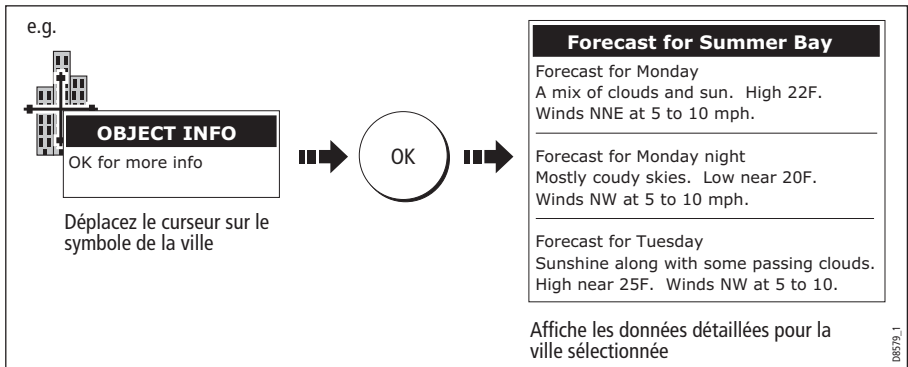 e.g.
OBJECT INFO
OK for more info
Déplacez le curseur sur le
symbole de la ville
OK
Forecast for Summer Bay
Forecast for Monday
A mix of clouds and sun.  High 22F.
Winds NNE at 5 to 10 mph.
Forecast for Monday night
Mostly coudy skies.  Low near 20F.
Winds NW at 5 to 10 mph.
Forecast for Tuesday
Sunshine along with some passing clouds.
High near 25F.  Winds NW at 5 to 10.
Affiche les données détaillées pour la
ville sélectionnée
D8579_1